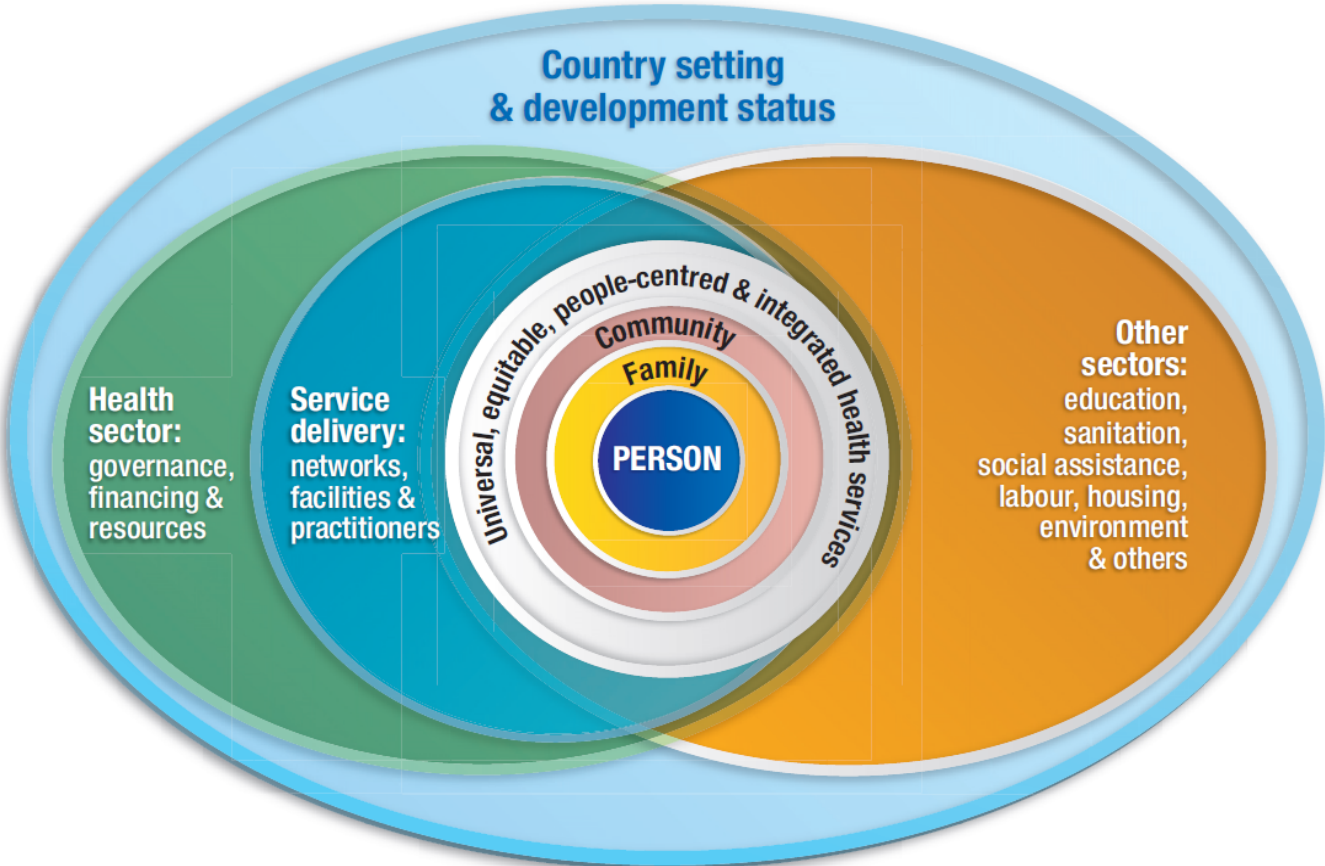 Country setting
& development status
Universal, equitable, people-centred & integrated health services
Community
Family
PERSON
Health
sector:
governance,
financing &
resources
Service
delivery:
networks,
facilities &
practitioners
Other
sectors:
education,
sanitation,
social assistance,
labour, housing,
environment
& others